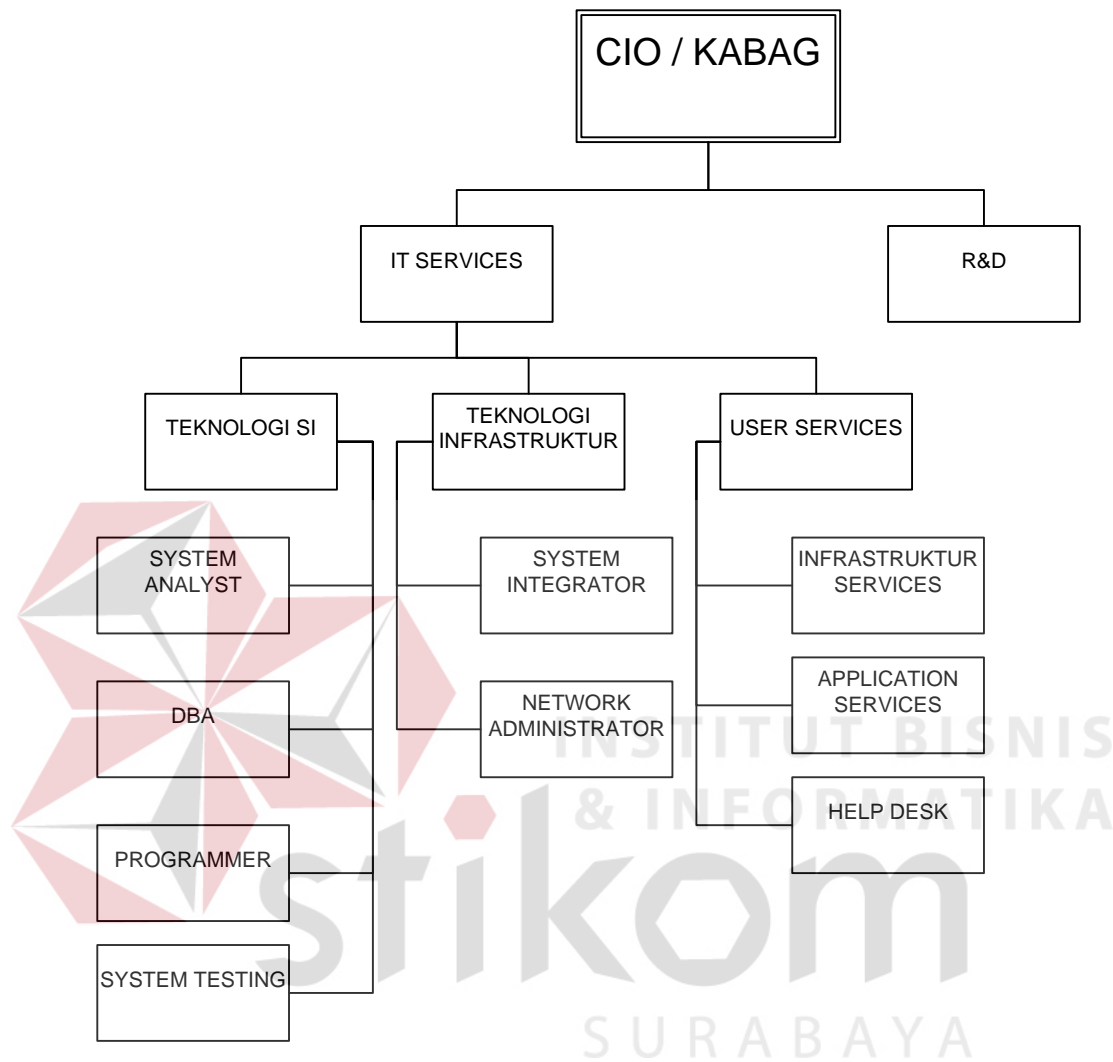 CIO / KABAG
IT SERVICES
R&D
TEKNOLOGI SI
TEKNOLOGI
INFRASTRUKTUR
USER SERVICES
SYSTEM
ANALYST
SYSTEM
INTEGRATOR
INFRASTRUKTUR
SERVICES
DBA
NETWORK
ADMINISTRATOR
APPLICATION
SERVICES
PROGRAMMER
HELP DESK
SYSTEM TESTING
INSTITUT BISNIS
& INFORMATIKA
stikom
SURABAYA